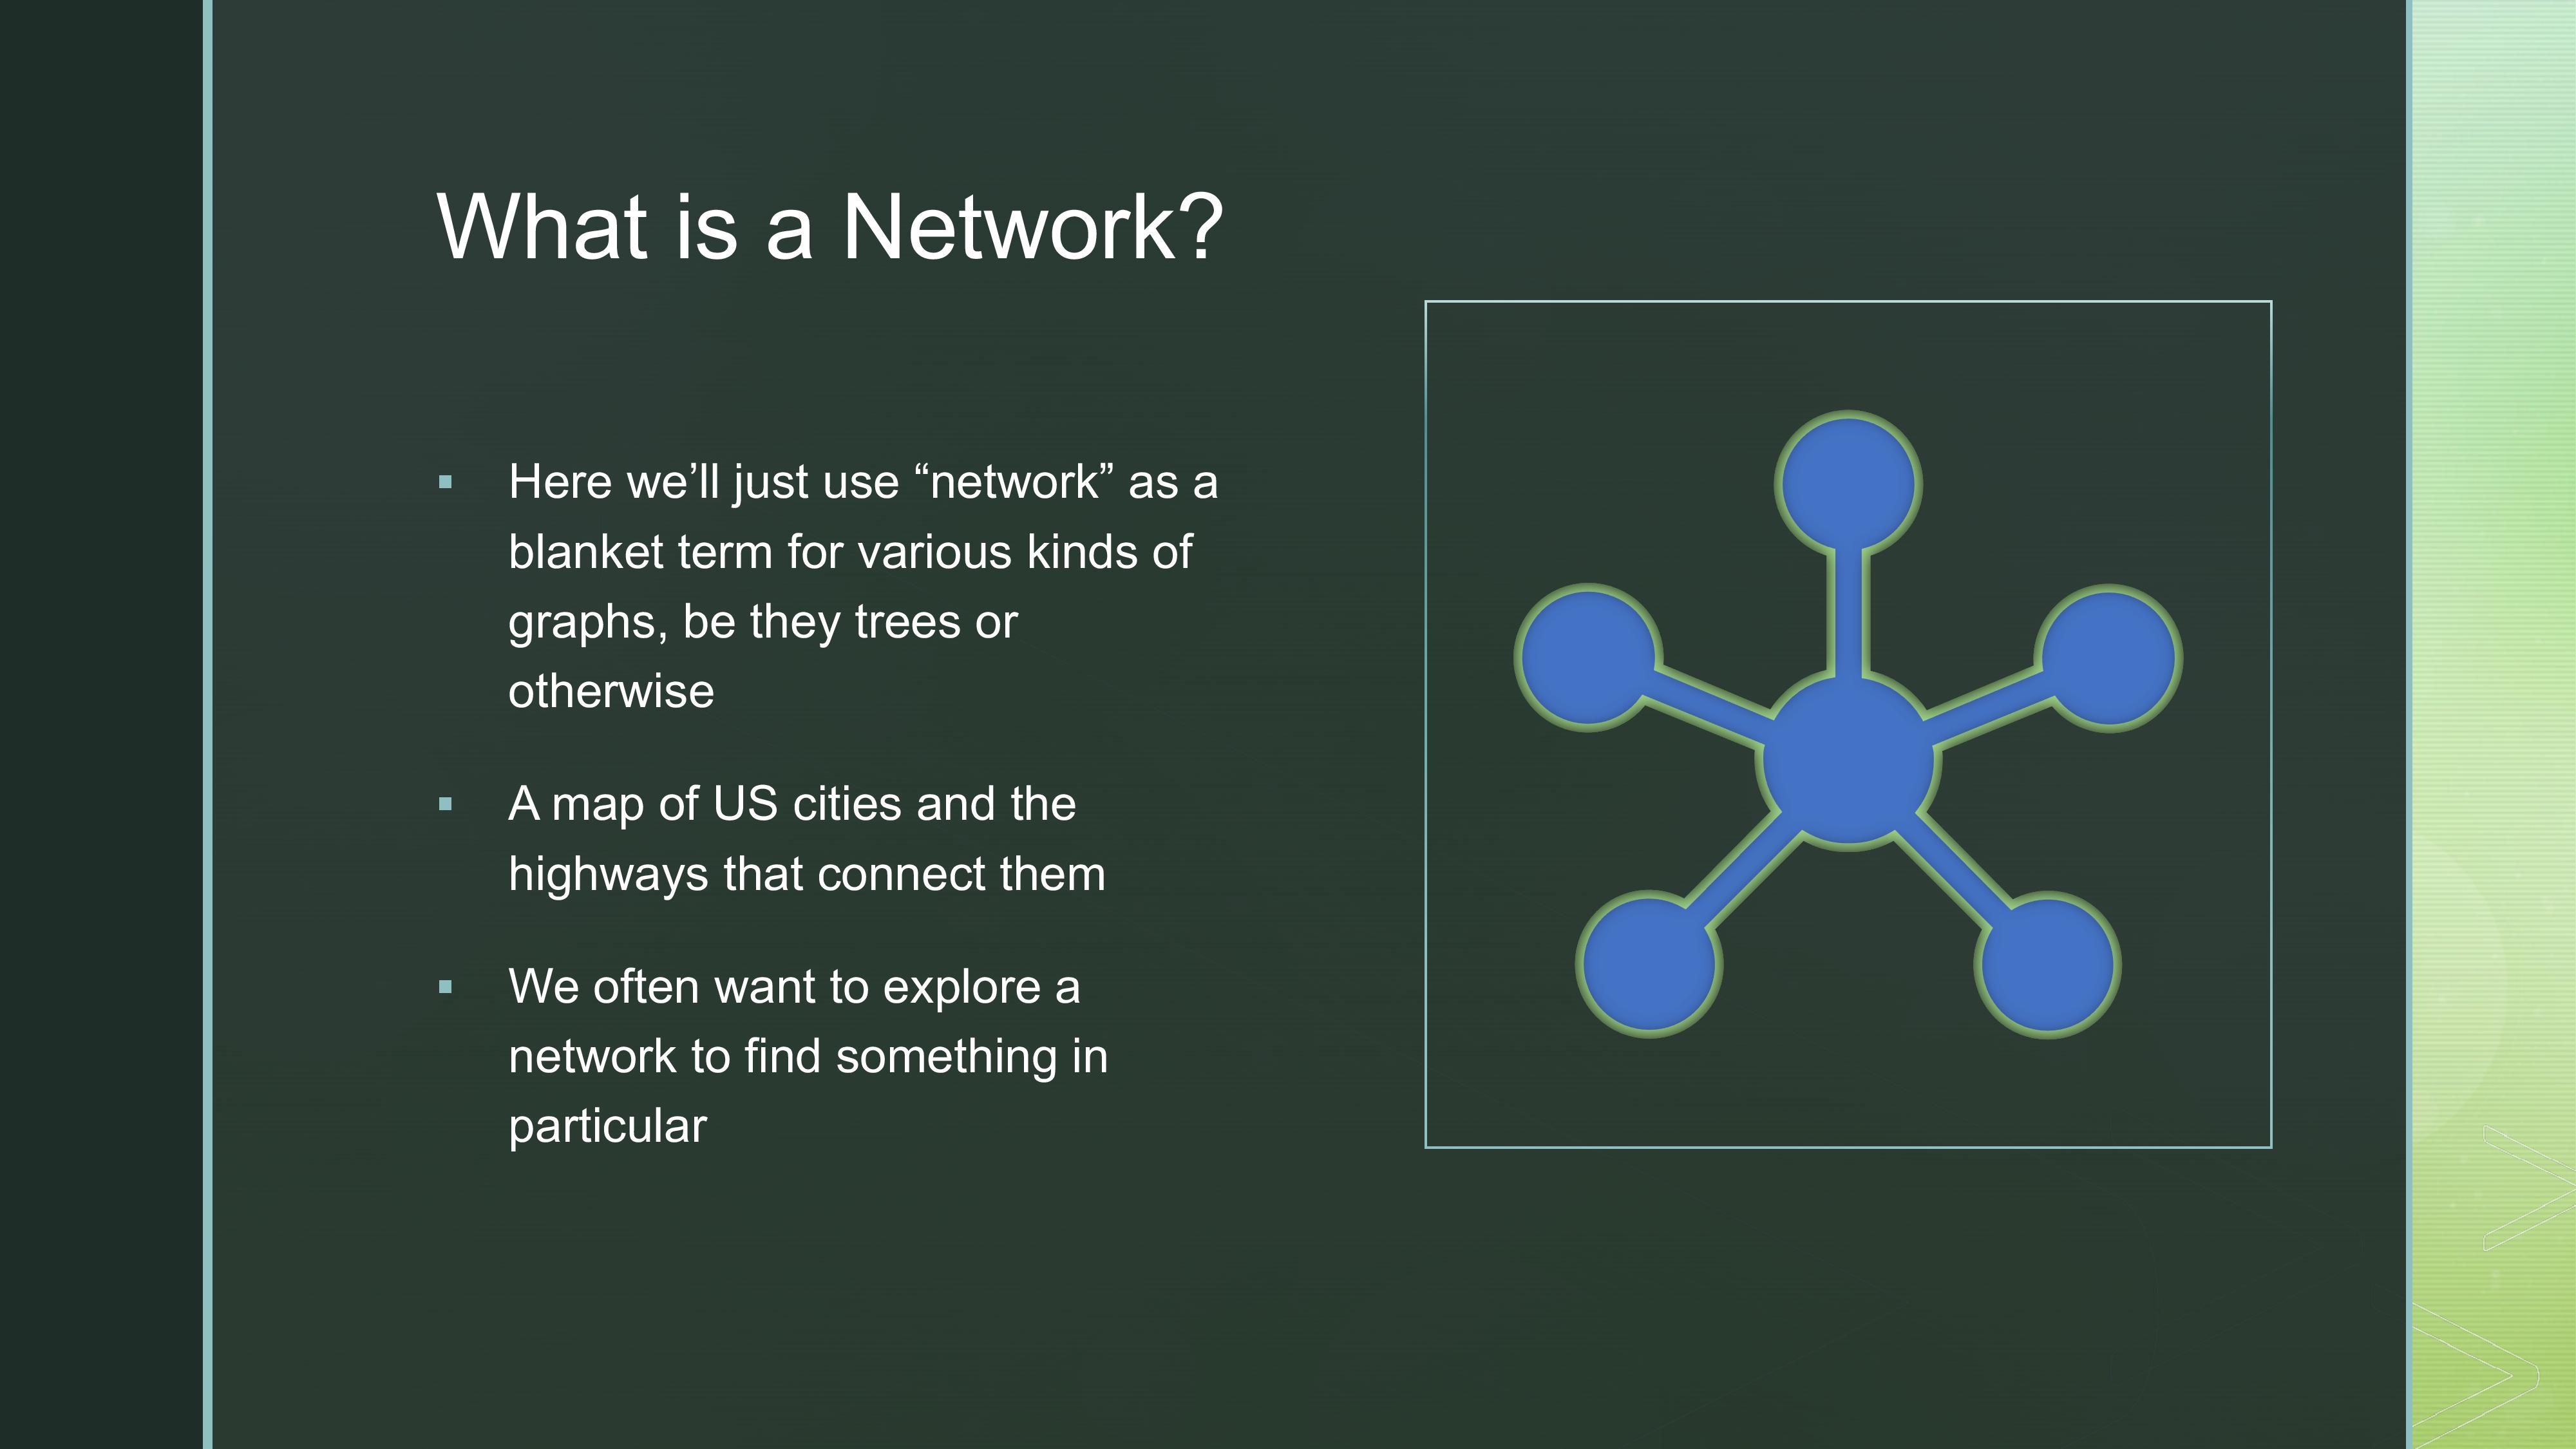 What is a Network?
▪ Here we’ll just use “network” as a
blanket term for various kinds of
graphs, be they trees or
otherwise
▪ A map of US cities and the
highways that connect them
▪ We often want to explore a
network to find something in
particular